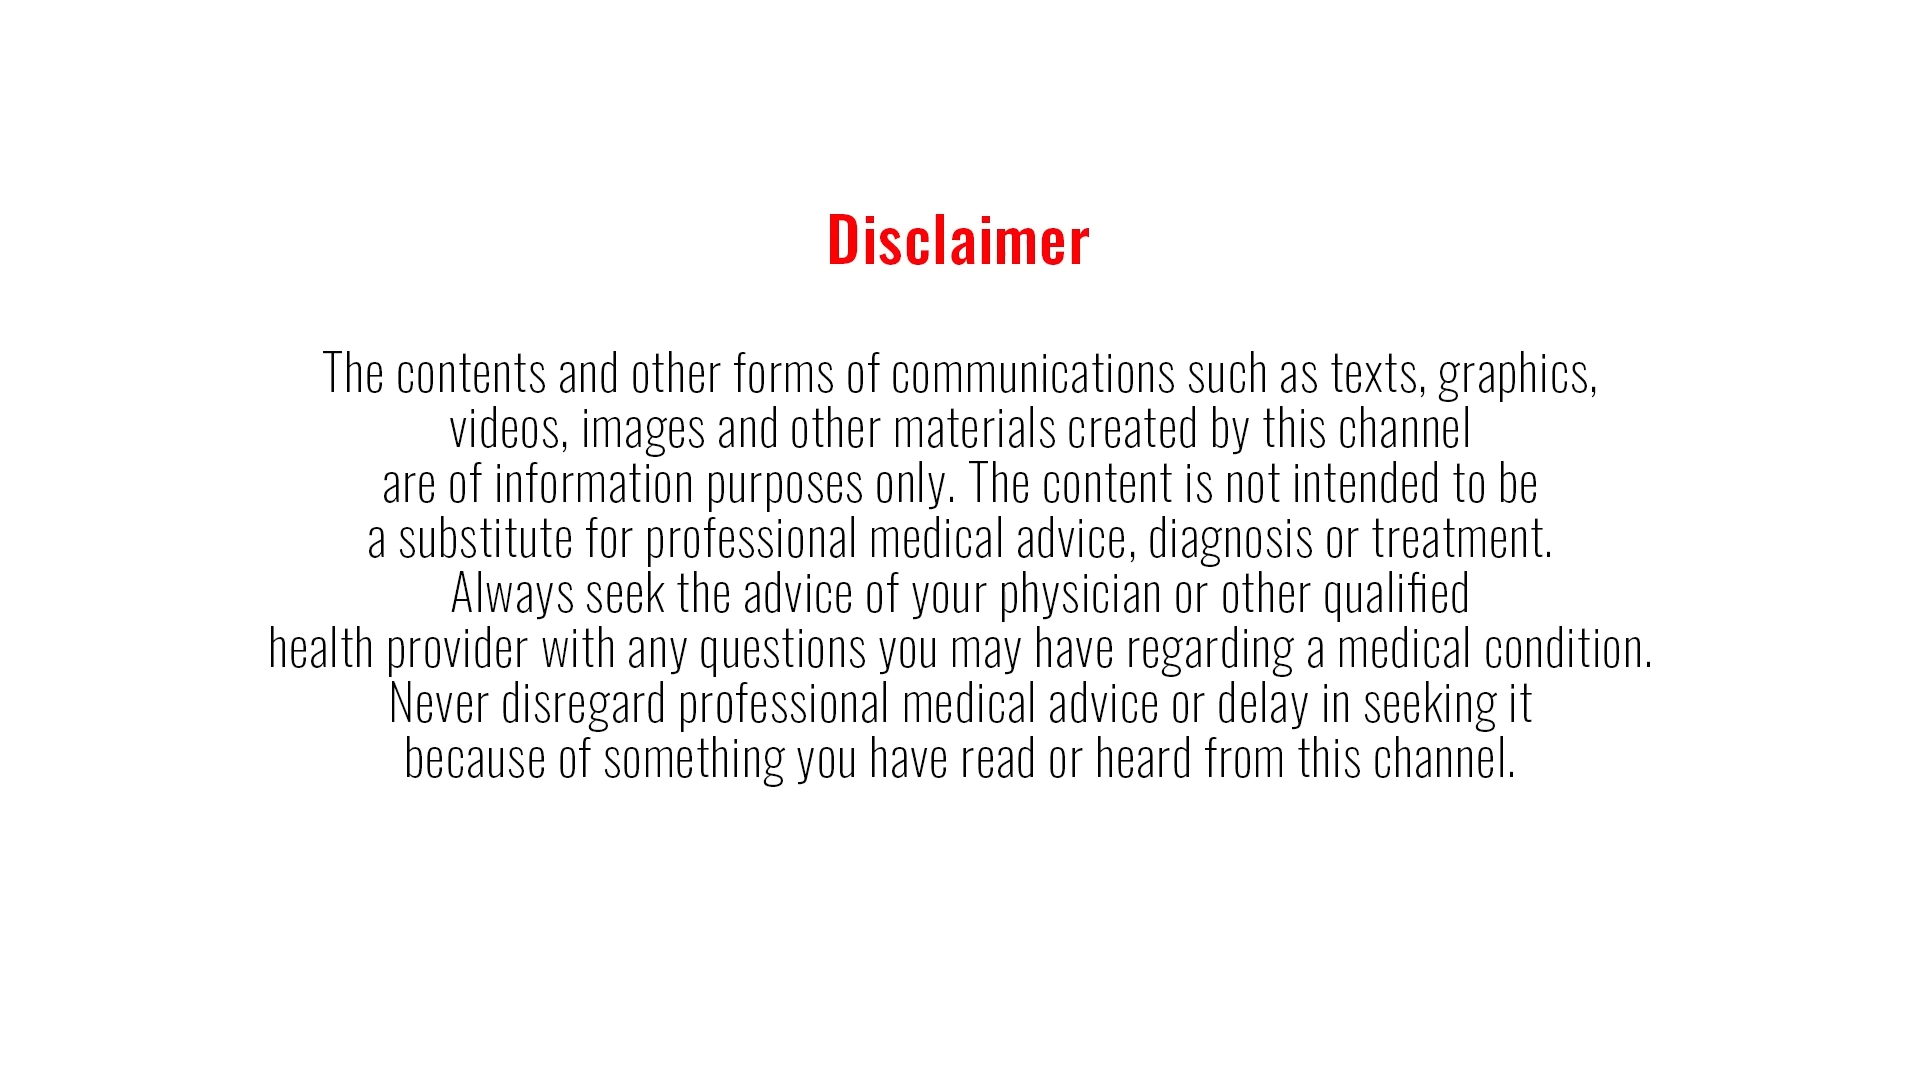 Disclaimer
The contents and other forms of communications such as texts, graphics,
videos, images and other materials created by this channel
are of information purposes only. The content is not intended to be
a substitute for professional medical advice, diagnosis or treatment.
Always seek the advice of your physician or other qualified
health provider with any questions you may have regarding a medical condition.
Never disregard professional medical advice or delay in seeking it
because of something you have read or heard from this channel.